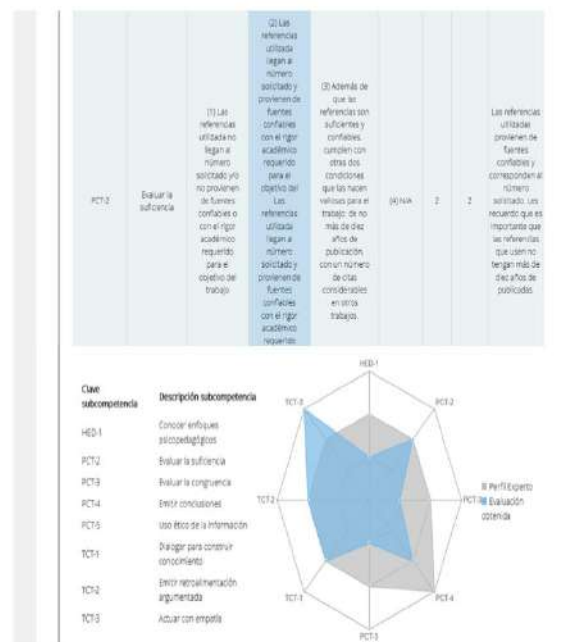 PCT-2
Evaluar la
suficiencia
(1) Las
referencias
utilizada no
llegan al
número
solicitado y/o
no provienen
de fuentes
confiables o
con el rigor
académico
requerido
para el
objetivo del
trabajo
(2) Las
referencias
utilizada
llegan al
número
solicitado y
provienen de
fuentes
confiables
con el rigor
académico
requerido
para el
objetivo del
Las
referencias
utilizada
llegan al
número
solicitado y
provienen de
fuentes
confiables
con el rigor
académico
requerido
(3) Además de
que las
referencias son
suficientes y
confiables,
cumplen con
otras dos
condiciones
que las hacen
valiosas para el
trabajo: de no
más de diez
años de
publicación,
con un número
de citas
considerables
en otros
trabajos.
(4) N/A
2
2
Las referencias
utilizadas
provienen de
fuentes
confiables y
corresponden al
número
solicitado. Les
recuerdo que es
importante que
las referencias
que usen no
tengan más de
diez años de
publicadas
Clave
subcompetencia
Descripción subcompetencia
HED-1
Conocer enfoques
psicopedagógicos
PCT-2
Evaluar la suficiencia
PCT-3
Evaluar la congruencia
PCT-4
Emitir conclusiones
PCT-5
Uso ético de la información
TCT-1
Dialogar para construir
conocimiento
TCT-2
Emitir retroalimentación
argumentada
TCT-3
Actuar con empatía
HED-1
PCT-2
PCT-3
PCT-4
PCT-5
TCT-1
TCT-2
TCT-3
Perfil Experto
Evaluación
obtenida